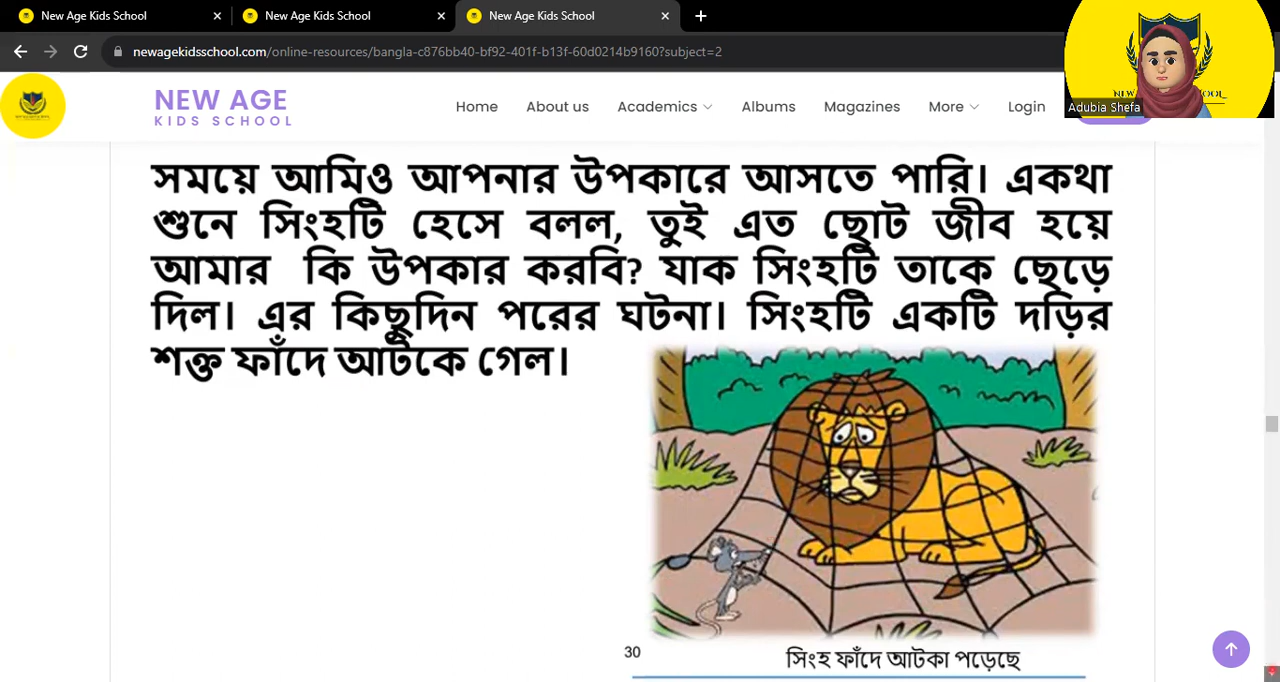 New Age Kids School
New Age Kids School
New Age Kids School
newagekidsschool.com/online-resources/bangla-c876bb40-bf92-401f-b13f-60d0214b9160?subject=2
Adubia Shefa
NEW AGE
KIDS SCHOOL
Home About us Academics Albums Magazines More Login
সময়ে আমিও আপনার উপকারে আসতে পারি। একথা
শুনে সিংহটি হেসে বলল, তুই এত ছোট জীব হয়ে
আমার কি উপকার করবি? যাক সিংহটি তাকে ছেড়ে
দিল। এর কিছুদিন পরের ঘটনা। সিংহটি একটি দড়ির
শক্ত ফাঁদে আটকে গেল।
30
সিংহ ফাঁদে আটকা পড়েছে